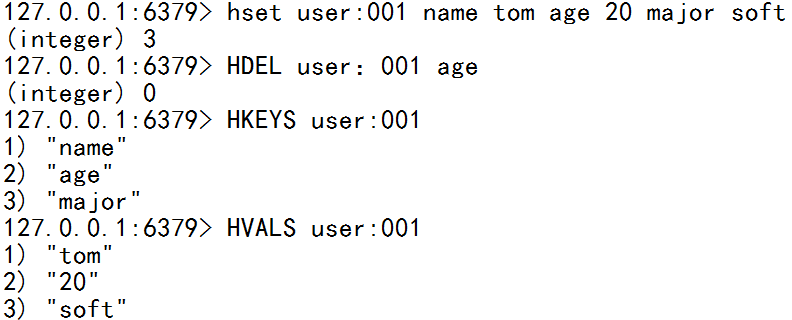 127.0.0.1:6379> hset user:001 name tom age 20 major soft
(integer) 3
127.0.0.1:6379> HDEL user：001 age
(integer) 0
127.0.0.1:6379> HKEYS user:001
1) "name"
2) "age"
3) "major"
127.0.0.1:6379> HVALS user:001
1) "tom"
2) "20"
3) "soft"